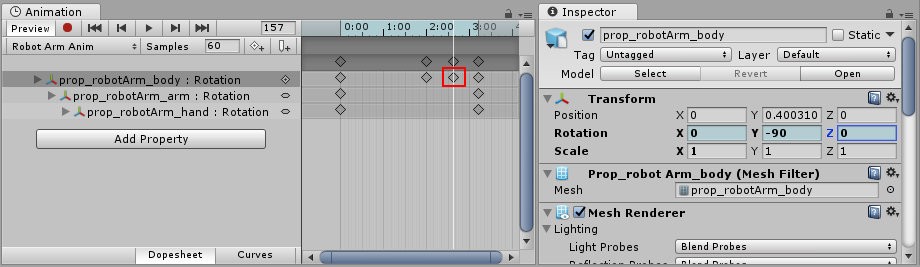 Animation
Preview 157 0:00 1:00 2:00 3:00 4
Robot Arm Anim Samples 60
prop_robotArm_body : Rotation
prop_robotArm_arm : Rotation
prop_robotArm_hand : Rotation
Add Property
Dopesheet Curves
Inspector
prop_robotArm_body Static
Tag Untagged Layer Default
Model Select Revert Open
Transform
Position X 0 Y 0.400310 Z 0
Rotation X 0 Y -90 Z 0
Scale X 1 Y 1 Z 1
Prop_robot Arm_body (Mesh Filter)
Mesh prop_robotArm_body
Mesh Renderer
Lighting
Light Probes Blend Probes
Reflection Probes Blend Probes